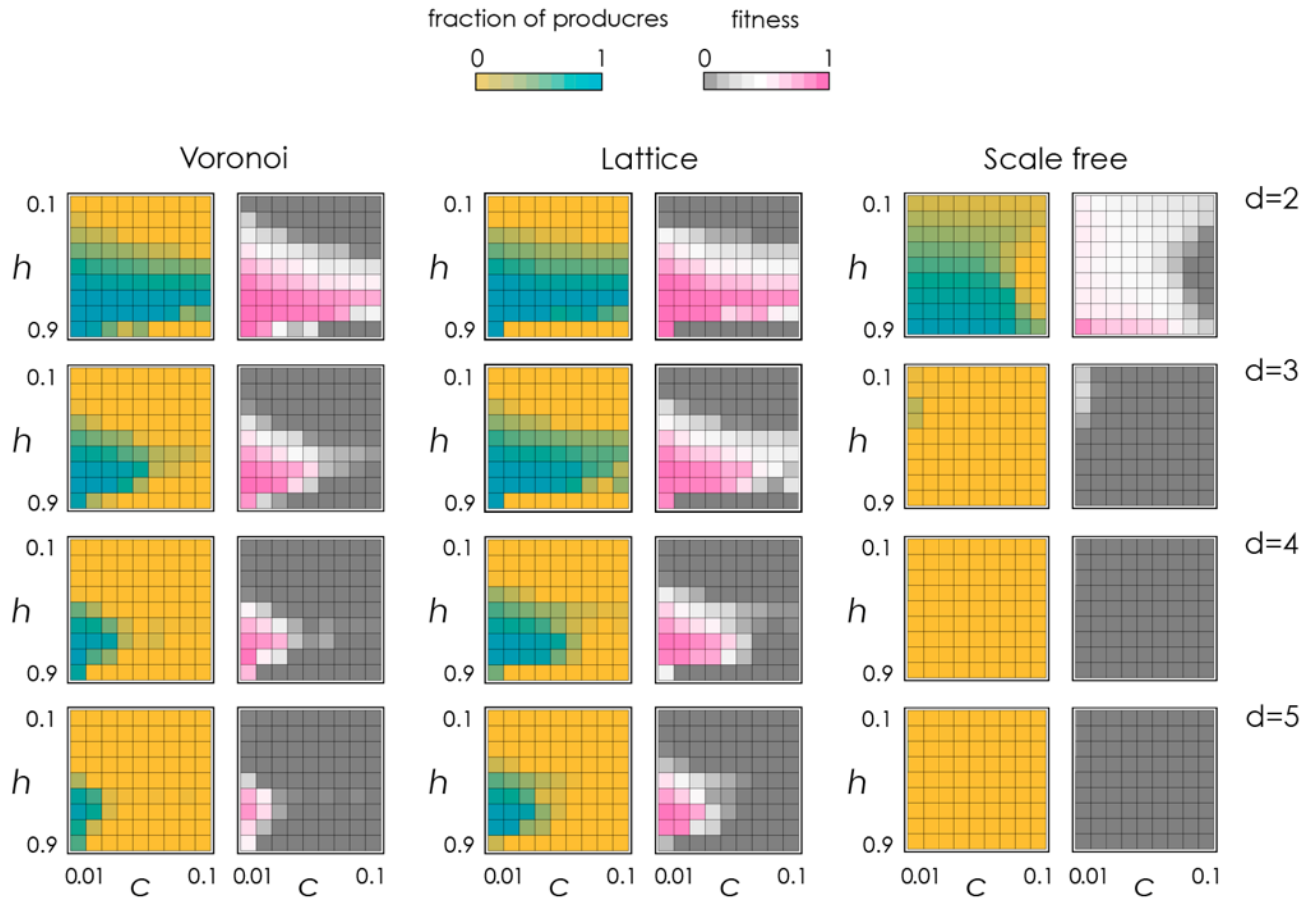 fraction of producres fitness
0 1 0 1
Voronoi Lattice Scale free
0.1 h 0.9 0.1 h 0.9 0.1 h 0.9 d=2
0.1 h 0.9 0.1 h 0.9 0.1 h 0.9 d=3
0.1 h 0.9 0.1 h 0.9 0.1 h 0.9 d=4
0.1 h 0.9 0.1 h 0.9 0.1 h 0.9 d=5
0.01 C 0.1 0.01 C 0.1 0.01 C 0.1 0.01 C 0.1 0.01 C 0.1 0.01 C 0.1